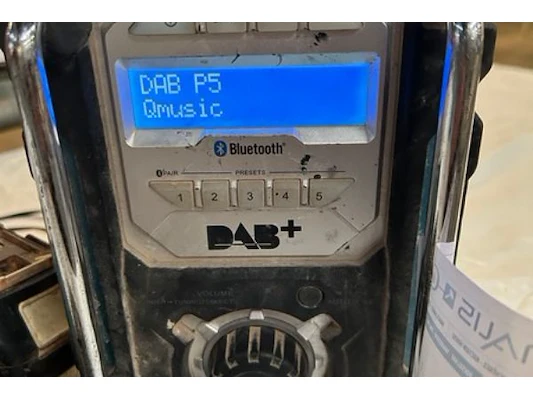 DAB P5
Qmusic
Bluetooth®
PAIR PRESETS
1 2 3 4 5
DAB+
VOLUME